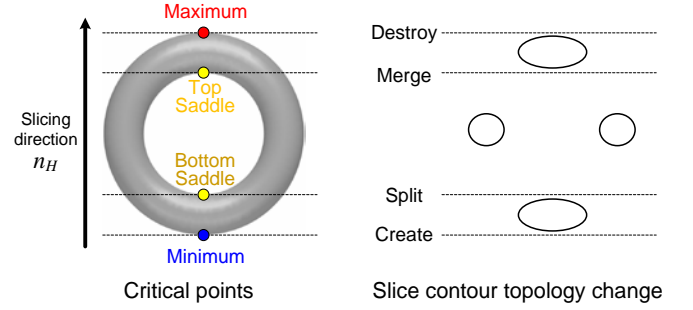 Maximum
Top
Saddle
Slicing
direction
n_H
Bottom
Saddle
Minimum
Critical points
Destroy
Merge
Split
Create
Slice contour topology change